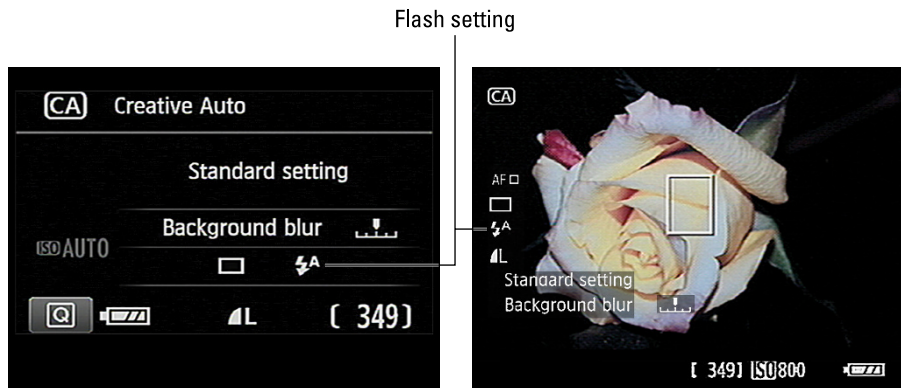 Flash setting
CA Creative Auto
Standard setting
Background blur
ISO AUTO
A
Q L [ 349]
CA
AF
A
L
Standard setting
Background blur
[ 349] ISO 800